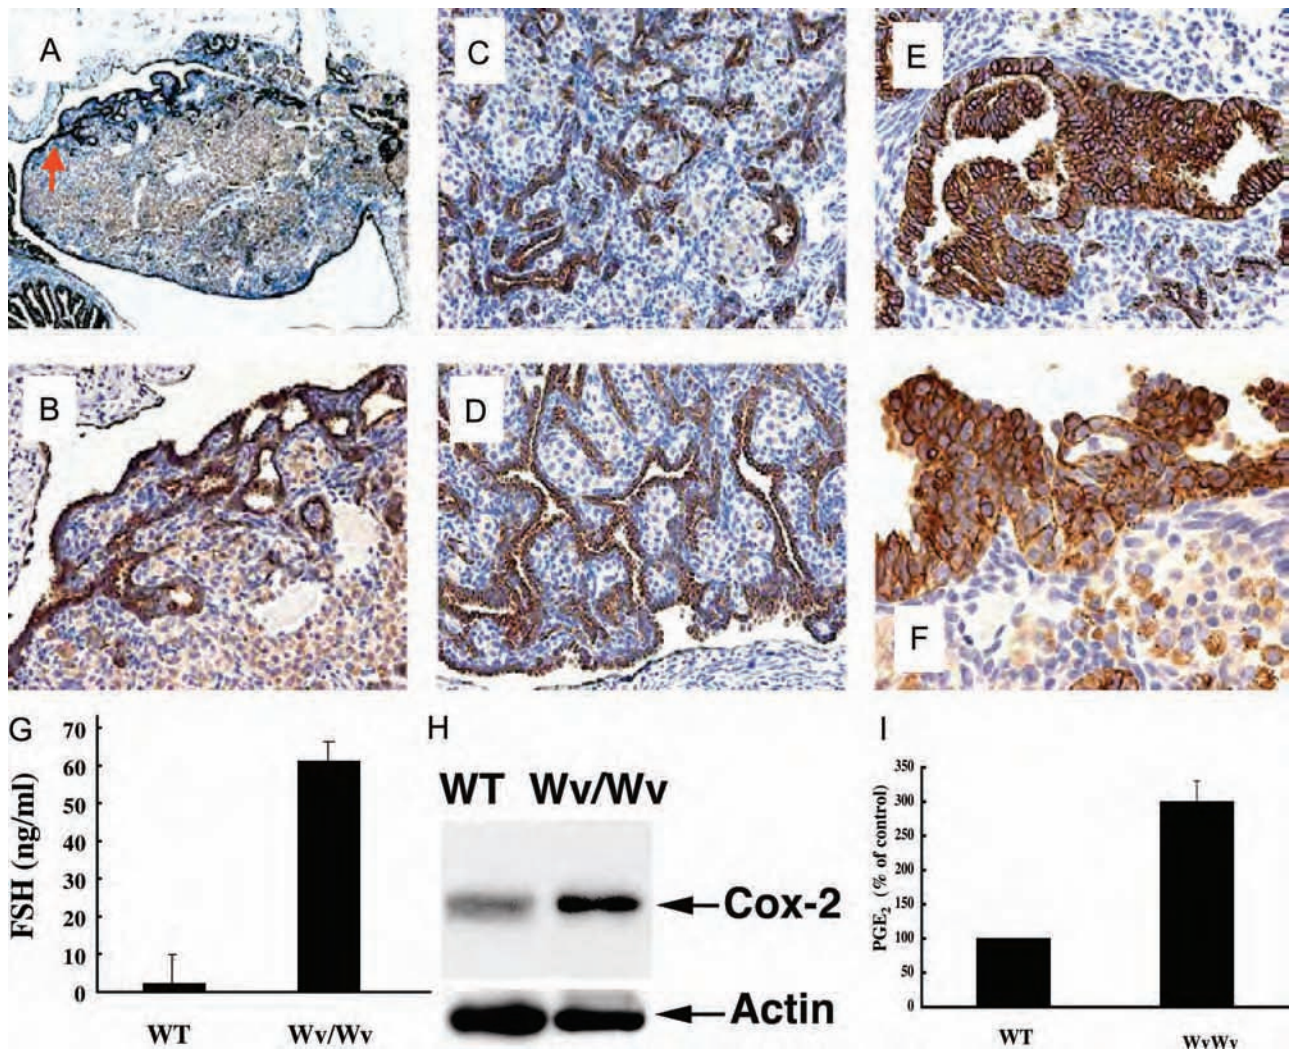 A
C
E
B
D
F
G
FSH (ng/ml)
70
60
50
40
30
20
10
0
WT
Wv/Wv
H
WT Wv/Wv
Cox-2
Actin
I
PGE₂ (% of control)
350
300
250
200
150
100
50
0
WT
WvWv